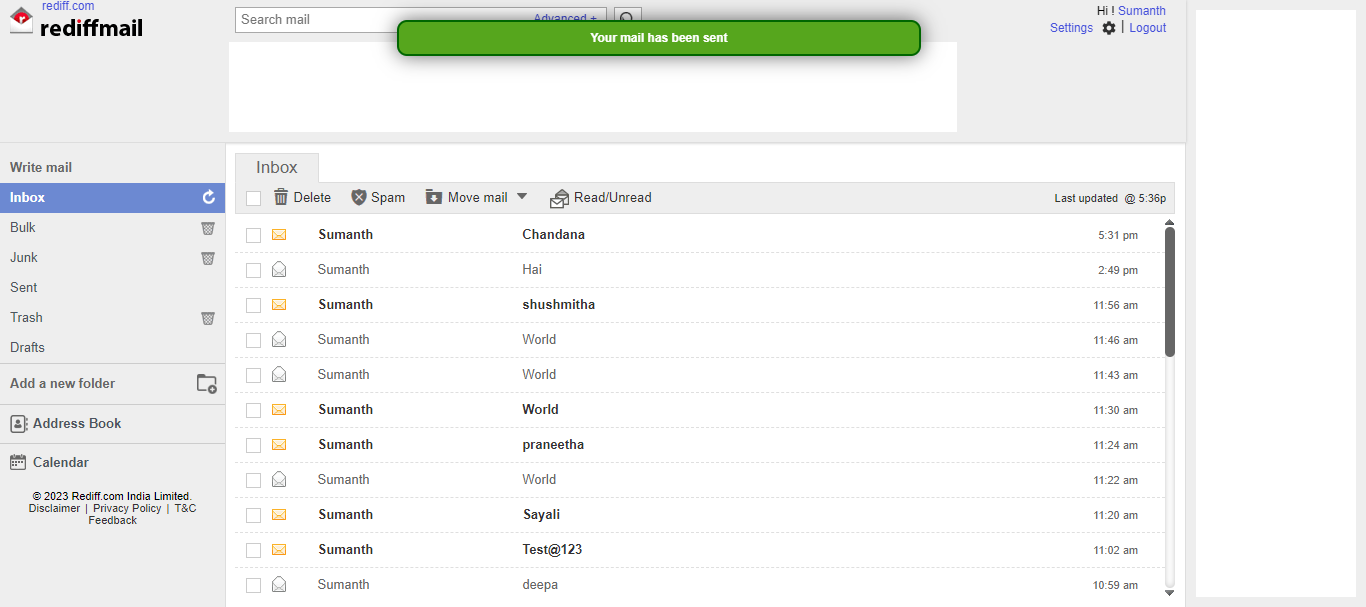 rediff.com
rediffmail
Search mail
Advanced +
Your mail has been sent
Hi ! Sumanth
Settings | Logout
Write mail
Inbox
Bulk
Junk
Sent
Trash
Drafts
Add a new folder
Address Book
Calendar
© 2023 Rediff.com India Limited.
Disclaimer | Privacy Policy | T&C
Feedback
Inbox
Delete Spam Move mail Read/Unread Last updated @ 5:36p
Sumanth Chandana 5:31 pm
Sumanth Hai 2:49 pm
Sumanth shushmitha 11:56 am
Sumanth World 11:46 am
Sumanth World 11:43 am
Sumanth World 11:30 am
Sumanth praneetha 11:24 am
Sumanth World 11:22 am
Sumanth Sayali 11:20 am
Sumanth Test@123 11:02 am
Sumanth deepa 10:59 am